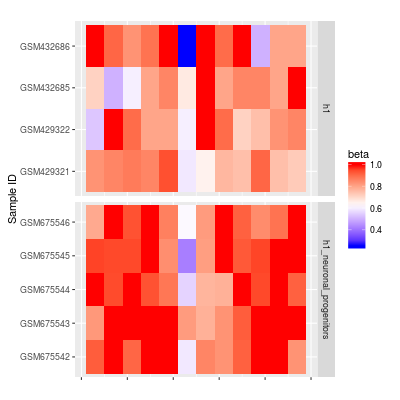 Sample ID
GSM432686
GSM432685
GSM429322
GSM429321
h1
GSM675546
GSM675545
GSM675544
GSM675543
GSM675542
h1_neuronal_progenitors
beta
1.0
0.8
0.6
0.4